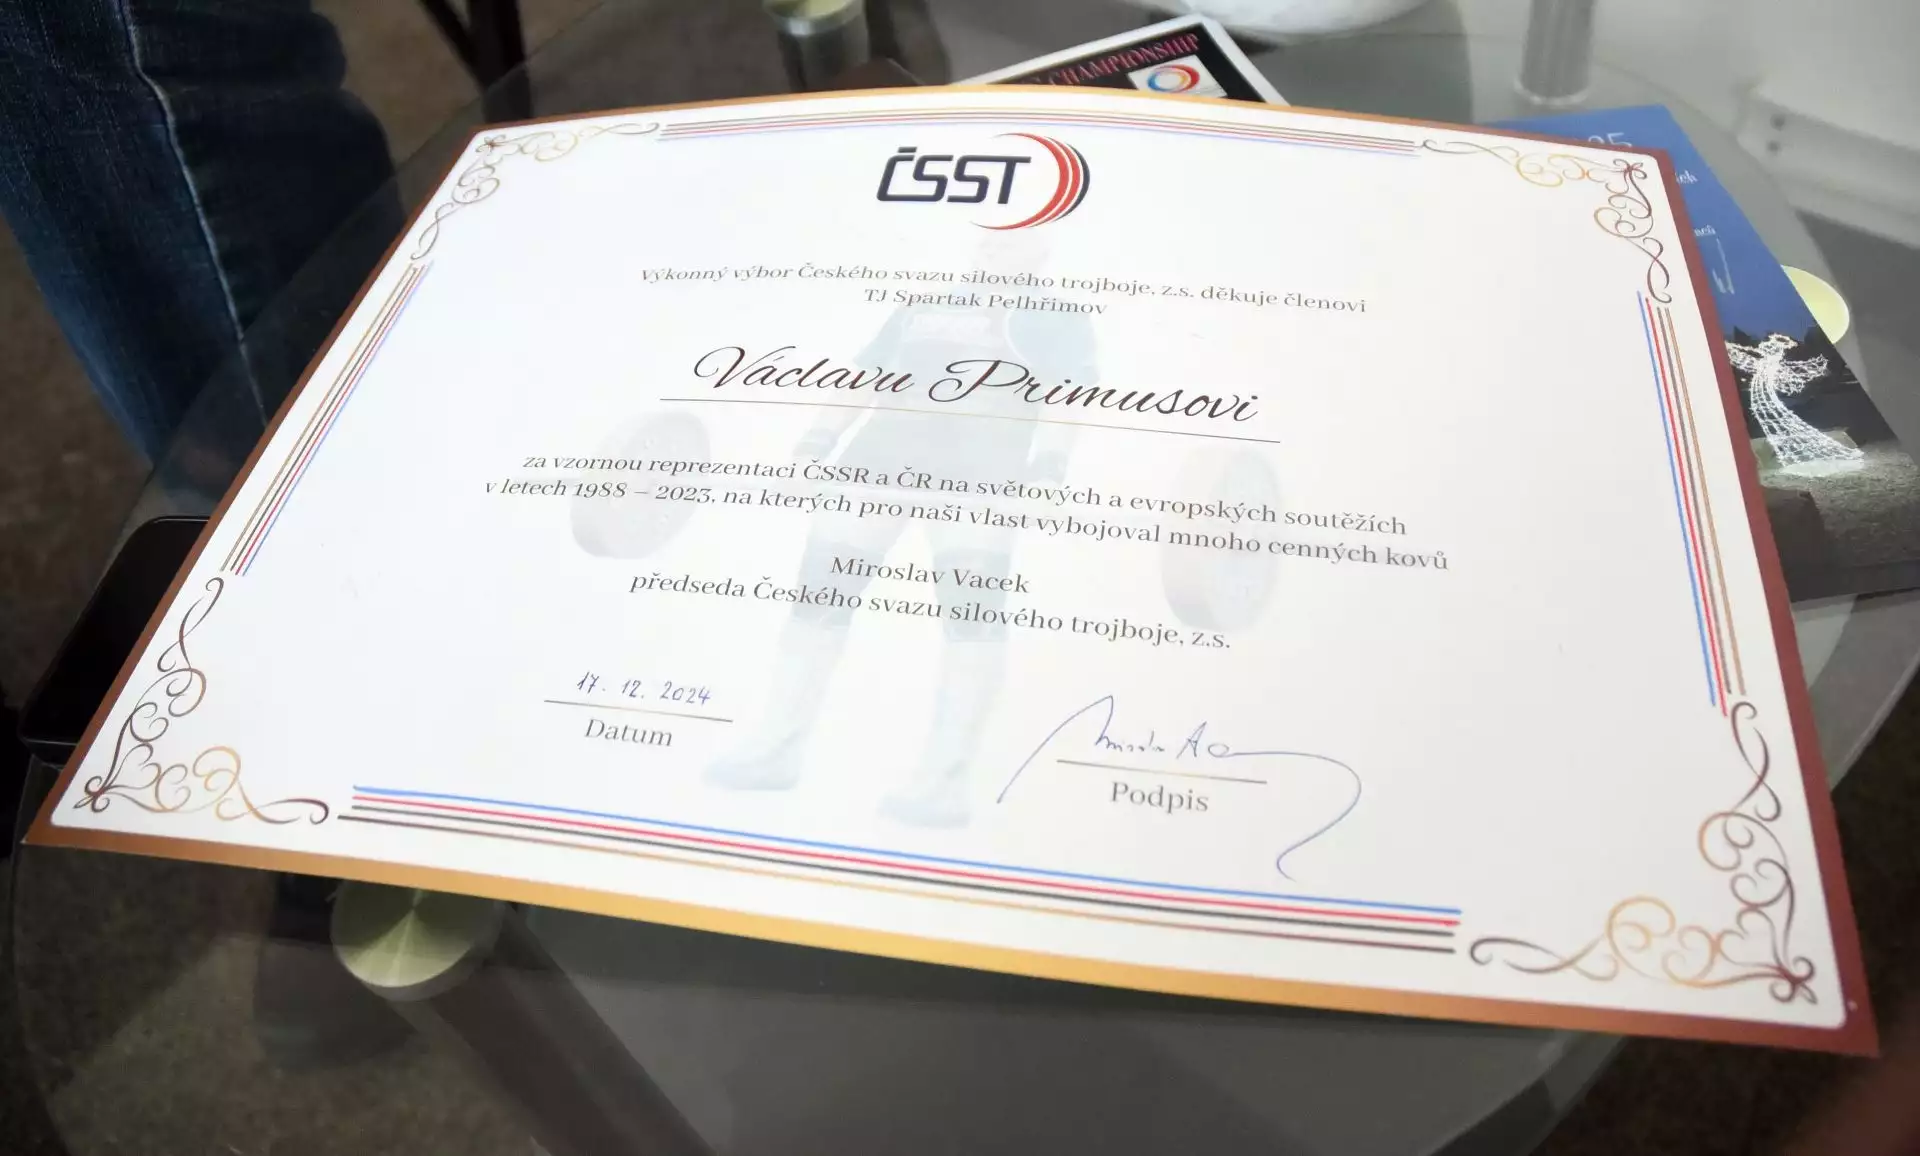 CHAMPIONSHIP
ČSST
Výkonný výbor Českého svazu silového trojboje, z.s. děkuje členovi
TJ Spartak Pelhřimov
Václavu Primusovi
za vzornou reprezentaci ČSSR a ČR na světových a evropských soutěžích
v letech 1988 – 2023, na kterých pro naši vlast vybojoval mnoho cenných kovů
Miroslav Vacek
předseda Českého svazu silového trojboje, z.s.
17. 12. 2024
Datum
Podpis